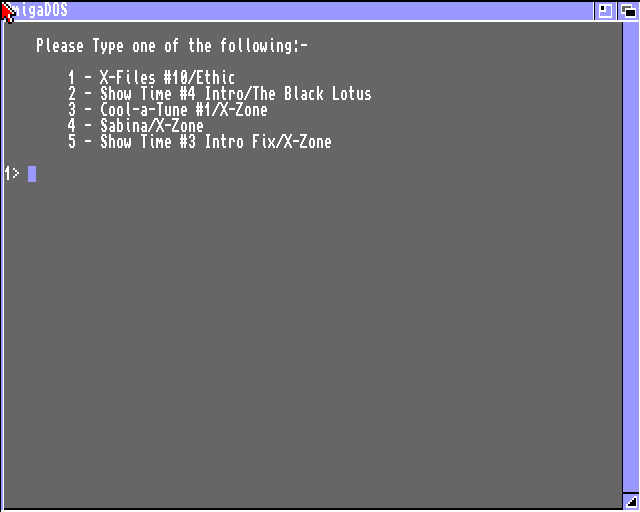 migaDOS
Please Type one of the following:-
1 - X-Files #10/Ethic
2 - Show Time #4 Intro/The Black Lotus
3 - Cool-a-Tune #1/X-Zone
4 - Sabina/X-Zone
5 - Show Time #3 Intro Fix/X-Zone
1>